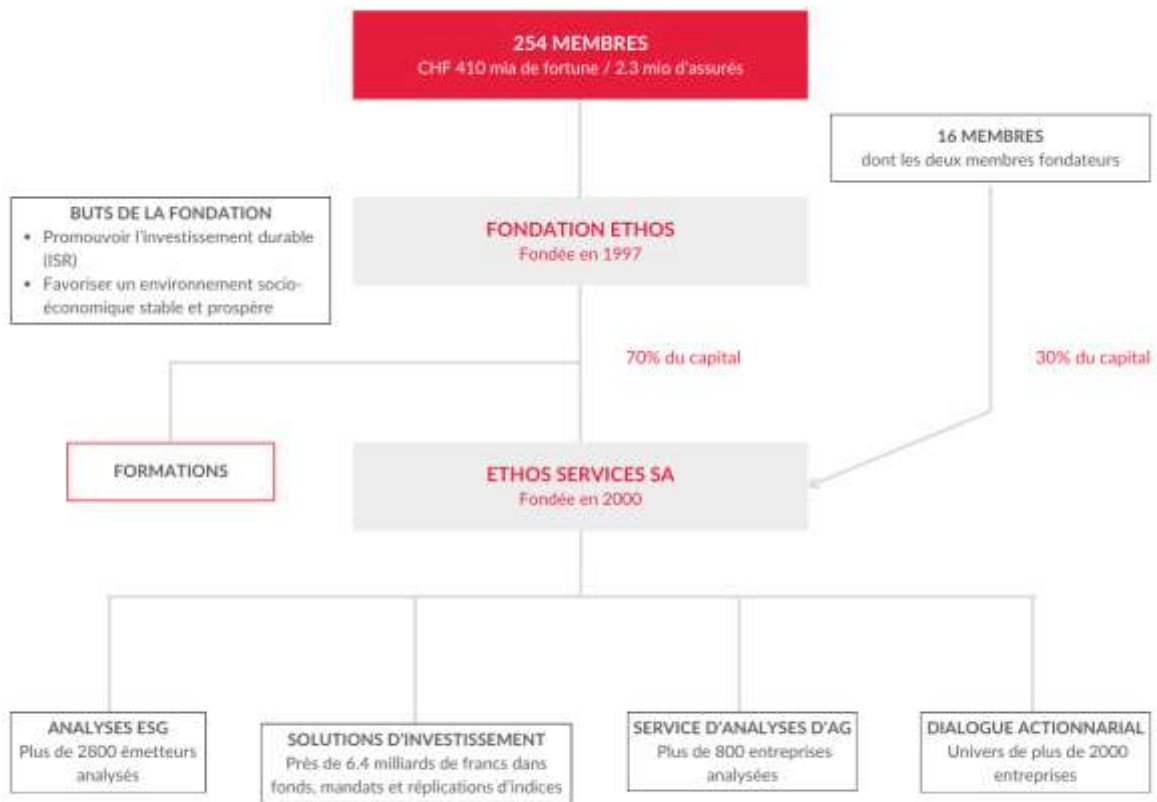 254 MEMBRES
CHF 410 mia de fortune / 2.3 mio d'assurés
16 MEMBRES
dont les deux membres fondateurs
BUTS DE LA FONDATION
• Promouvoir l'investissement durable
(ISR)
• Favoriser un environnement socio-
économique stable et prospère
FONDATION ETHOS
Fondée en 1997
70% du capital
30% du capital
FORMATIONS
ETHOS SERVICES SA
Fondée en 2000
ANALYSES ESG
Plus de 2800 émetteurs
analysés
SOLUTIONS D'INVESTISSEMENT
Près de 6.4 milliards de francs dans
fonds, mandats et réplications d'indices
SERVICE D'ANALYSES D'AG
Plus de 800 entreprises
analysées
DIALOGUE ACTIONNARIAL
Univers de plus de 2000
entreprises